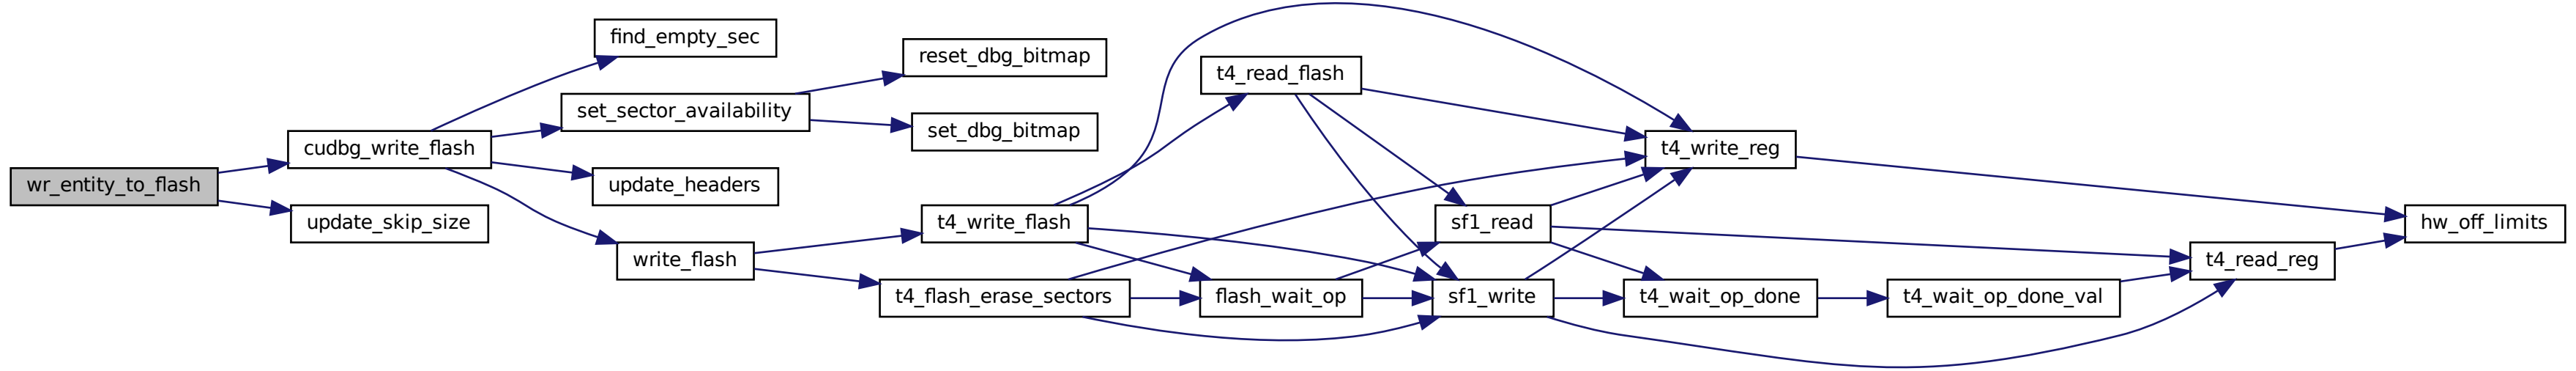 wr_entity_to_flash
cudbg_write_flash
update_skip_size
find_empty_sec
set_sector_availability
update_headers
write_flash
reset_dbg_bitmap
set_dbg_bitmap
t4_write_flash
t4_flash_erase_sectors
t4_read_flash
flash_wait_op
sf1_read
sf1_write
t4_write_reg
t4_wait_op_done
t4_wait_op_done_val
t4_read_reg
hw_off_limits